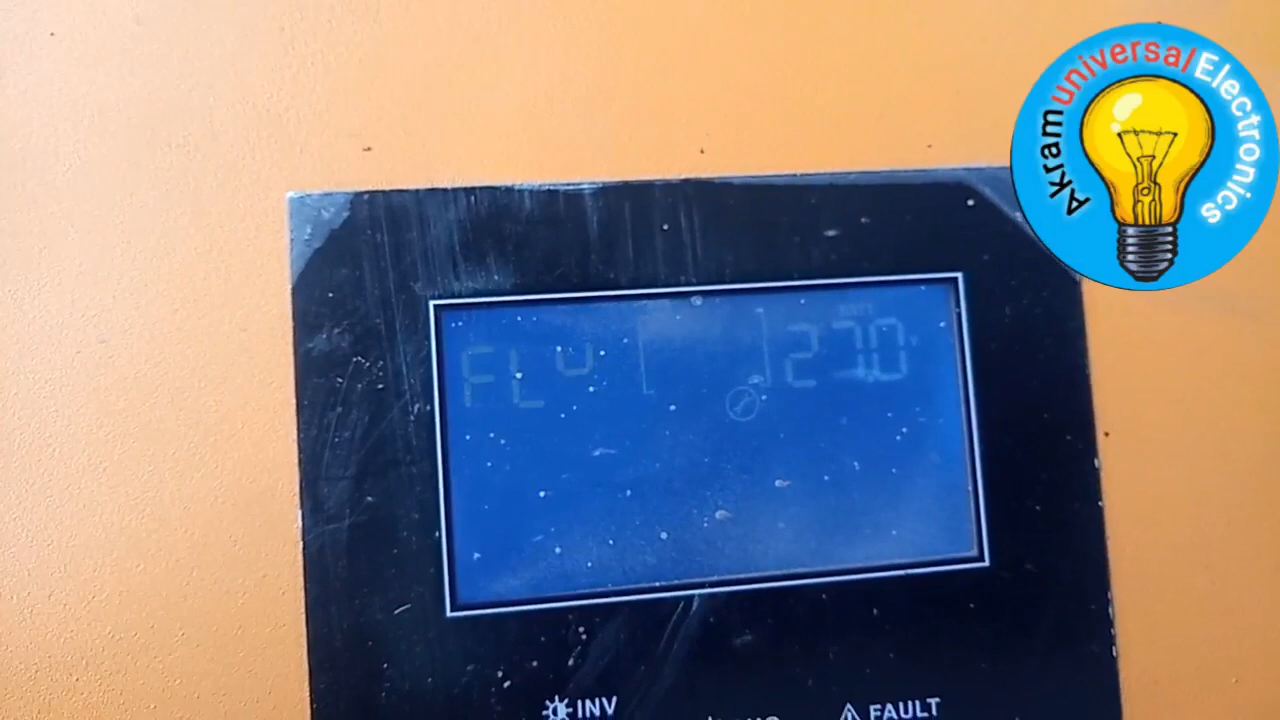 Akram universal Electronics
BATT
FLU [ ] 27.0 V
INV
FAULT